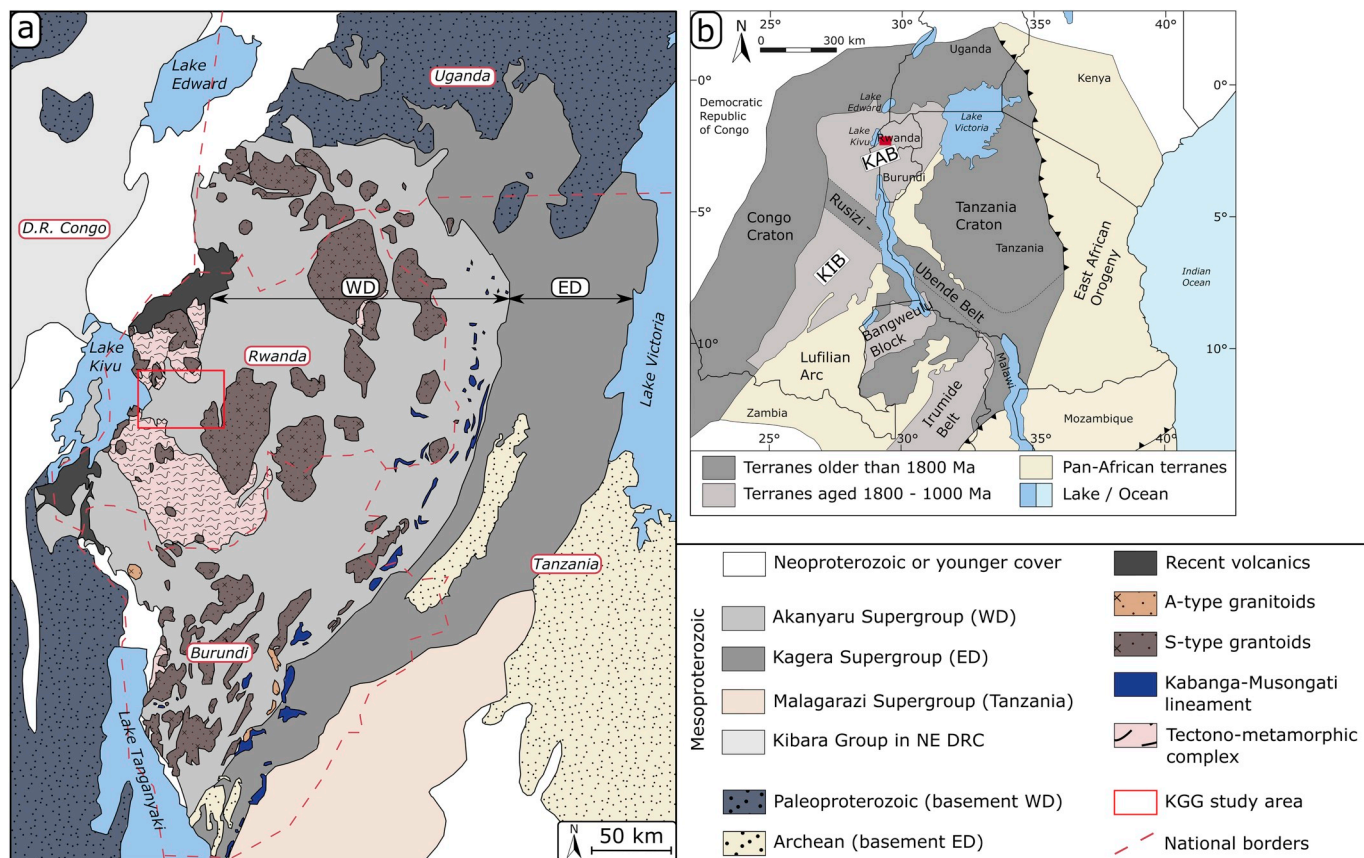 a
Lake
Edward
Uganda
D.R. Congo
WD
ED
Lake
Kivu
Rwanda
Lake Victoria
Tanzania
Burundi
Lake Tanganyaki
N
50 km
b
N
0
300 km
25°
30°
35°
40°
Uganda
Kenya
0°
0°
Democratic
Republic
of Congo
Lake
Edward
Lake
Victoria
Lake
Kivu
Rwanda
KAB
Burundi
5°
5°
Congo
Craton
Rusizi -
Tanzania
Craton
Tanzania
KIB
Ubende Belt
East African
Orogeny
Indian
Ocean
Bangweulu
Block
10°
10°
Lufilian
Arc
Malawi
Irumide
Belt
Zambia
Mozambique
25°
30°
35°
40°
Terranes older than 1800 Ma
Pan-African terranes
Terranes aged 1800 - 1000 Ma
Lake / Ocean
Mesoproterozoic
Neoproterozoic or younger cover
Akanyaru Supergroup (WD)
Kagera Supergroup (ED)
Malagarazi Supergroup (Tanzania)
Kibara Group in NE DRC
Paleoproterozoic (basement WD)
Archean (basement ED)
Recent volcanics
A-type granitoids
S-type grantoids
Kabanga-Musongati
lineament
Tectono-metamorphic
complex
KGG study area
National borders